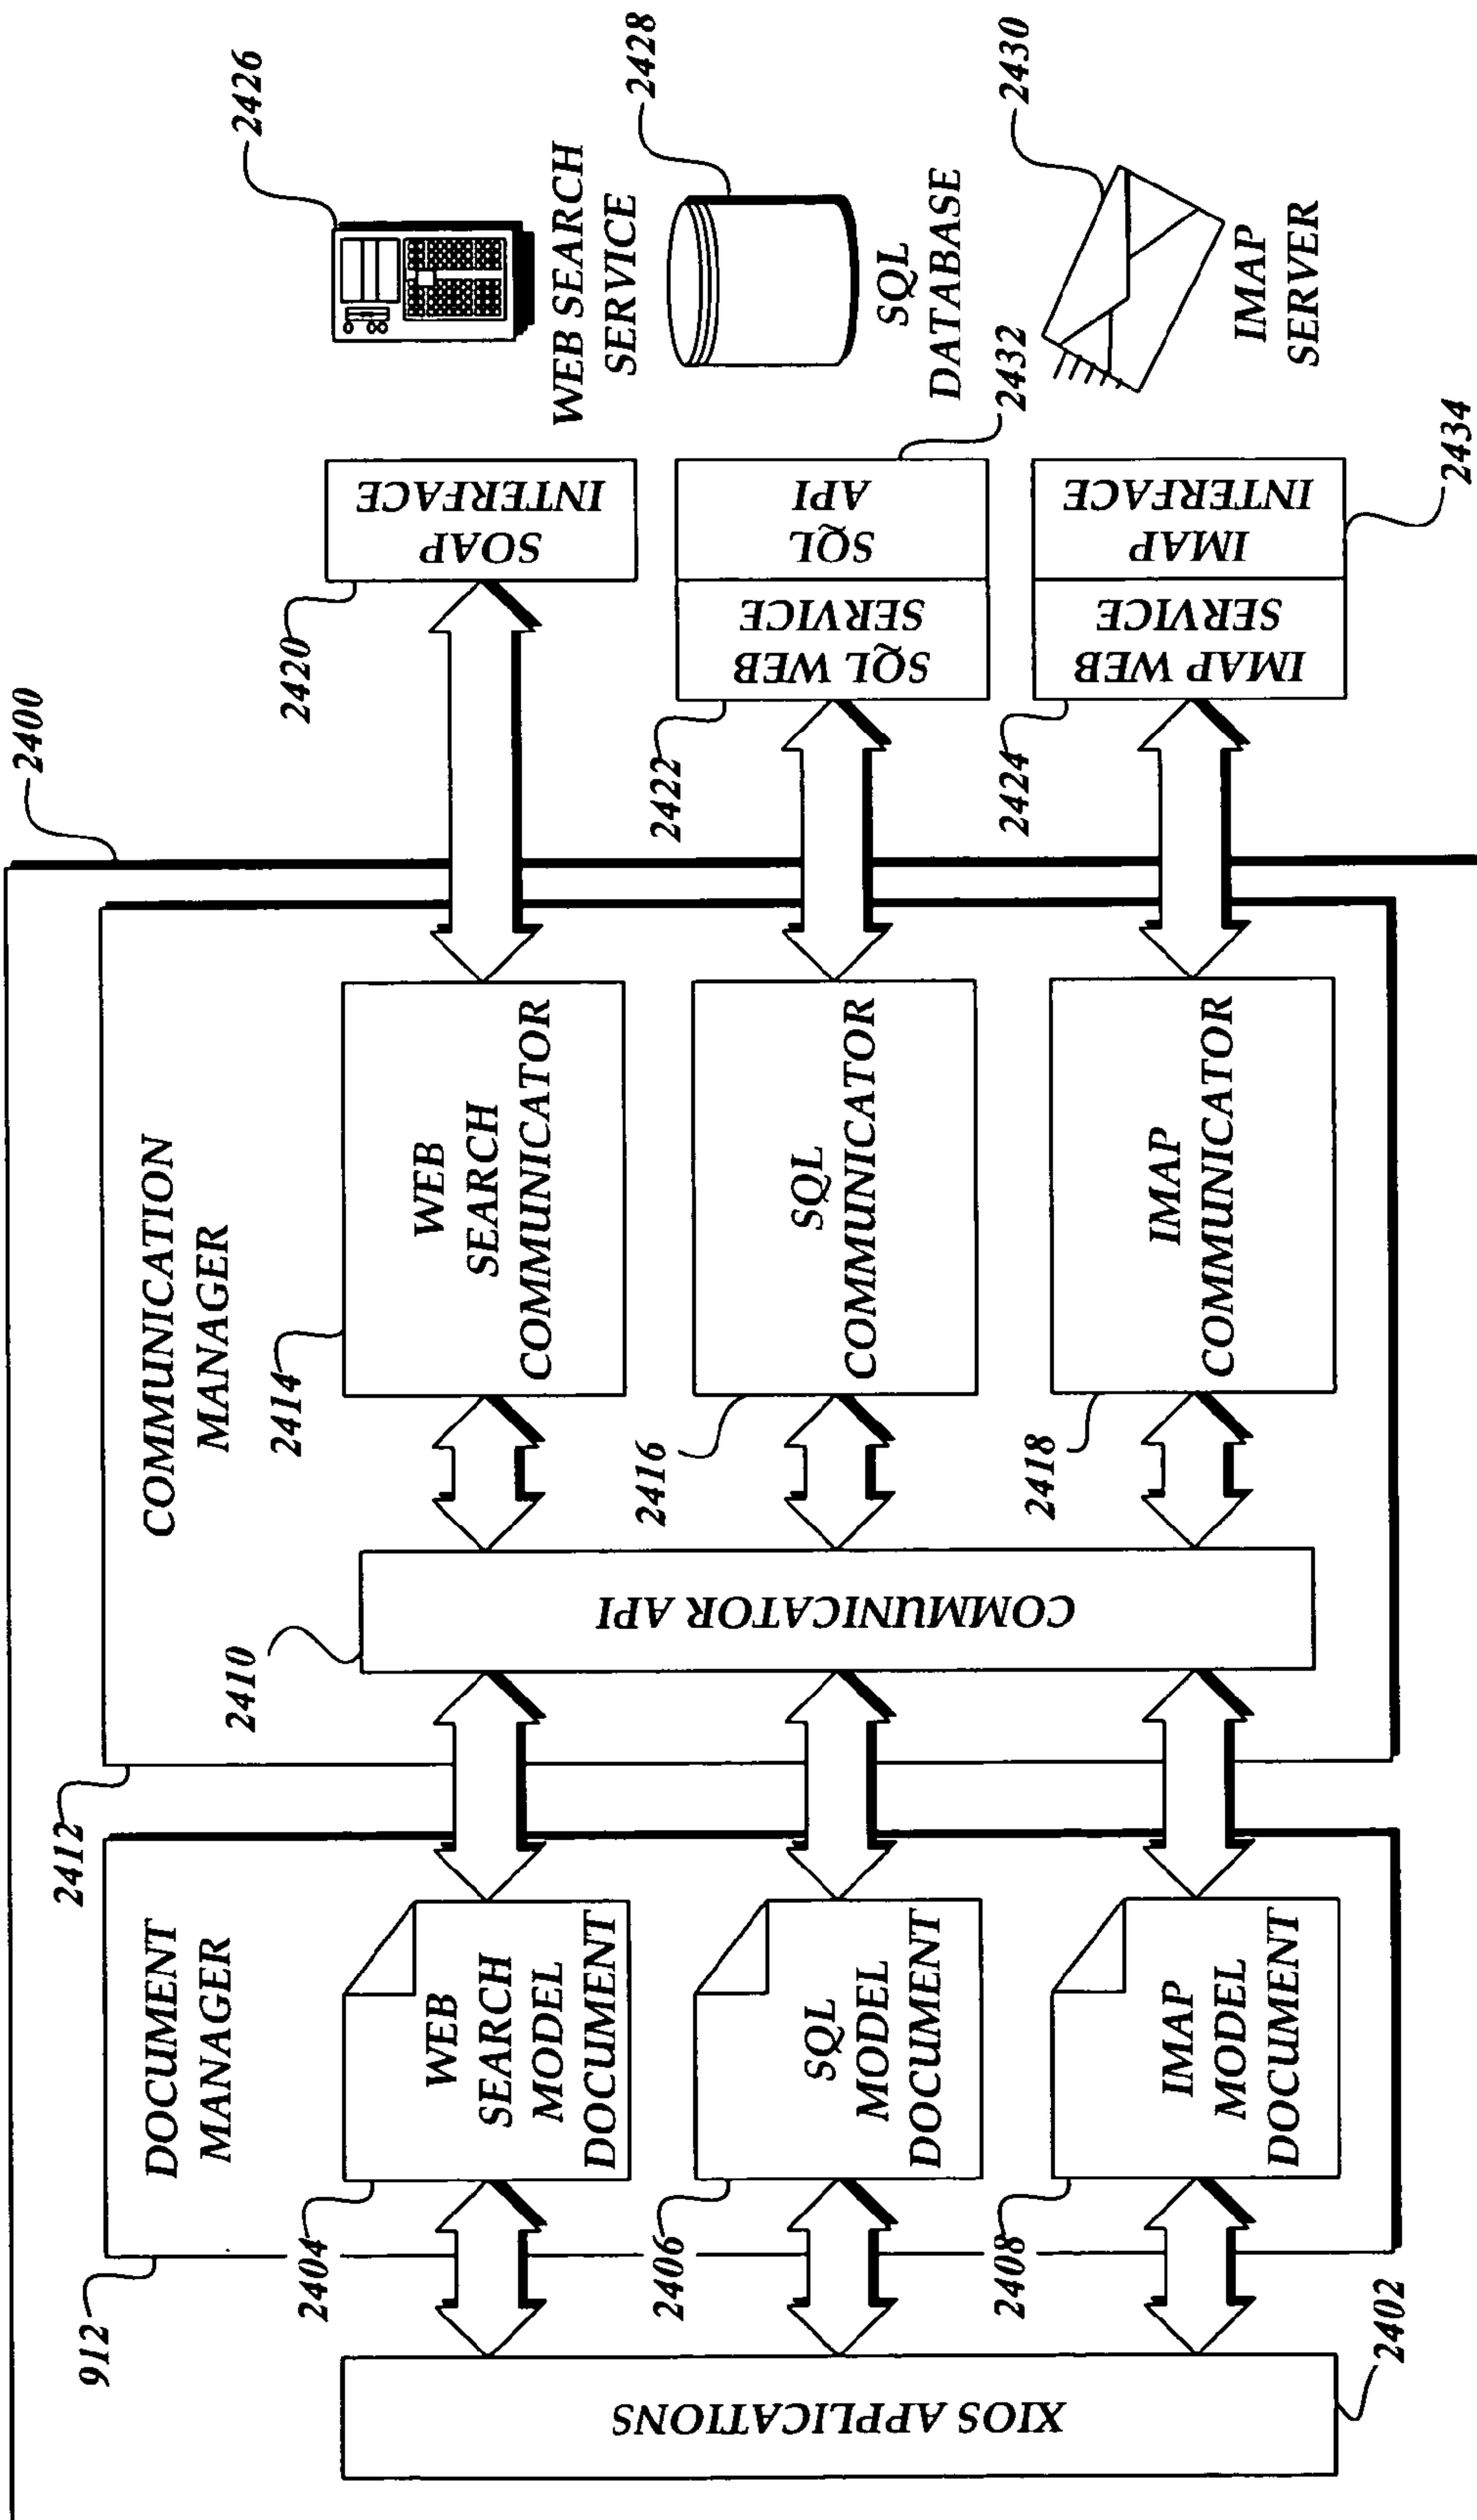 2400
912
DOCUMENT
MANAGER
2412
COMMUNICATION
MANAGER
XIOS APPLICATIONS
2402
2404
WEB
SEARCH
MODEL
DOCUMENT
2406
SQL
MODEL
DOCUMENT
2408
IMAP
MODEL
DOCUMENT
2410
COMMUNICATOR API
2414
WEB
SEARCH
COMMUNICATOR
2416
SQL
COMMUNICATOR
2418
IMAP
COMMUNICATOR
2420
SOAP
INTERFACE
2422
SQL WEB
SERVICE
SQL
API
2432
2424
IMAP WEB
SERVICE
IMAP
INTERFACE
2434
2426
WEB SEARCH
SERVICE
2428
SQL
DATABASE
2430
IMAP
SERVER